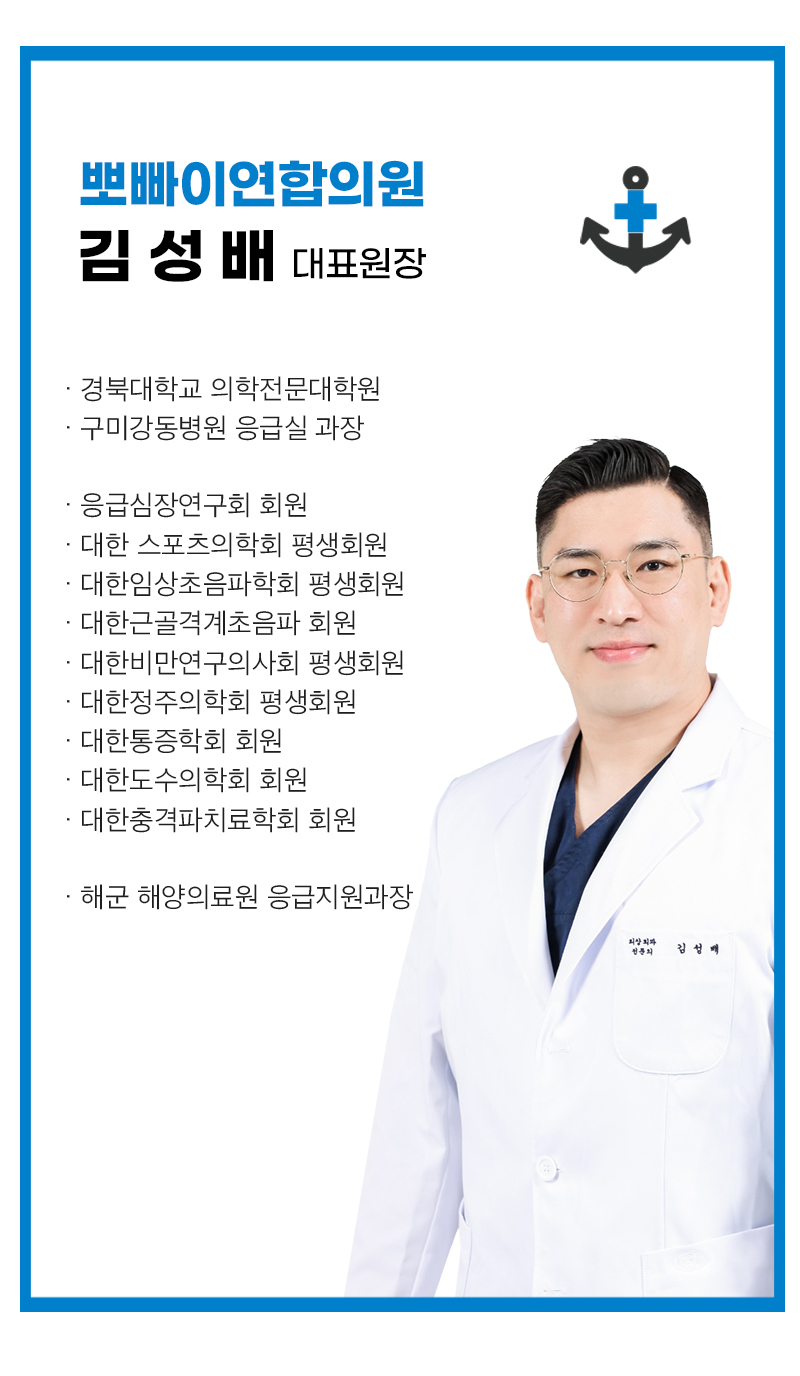 뽀빠이연합의원
김성배 대표원장
· 경북대학교 의학전문대학원
· 구미강동병원 응급실 과장
· 응급심장연구회 회원
· 대한 스포츠의학회 평생회원
· 대한임상초음파학회 평생회원
· 대한근골격계초음파 회원
· 대한비만연구의사회 평생회원
· 대한정주의학회 평생회원
· 대한통증학회 회원
· 대한도수의학회 회원
· 대한충격파치료학회 회원
· 해군 해양의료원 응급지원과장
김성배